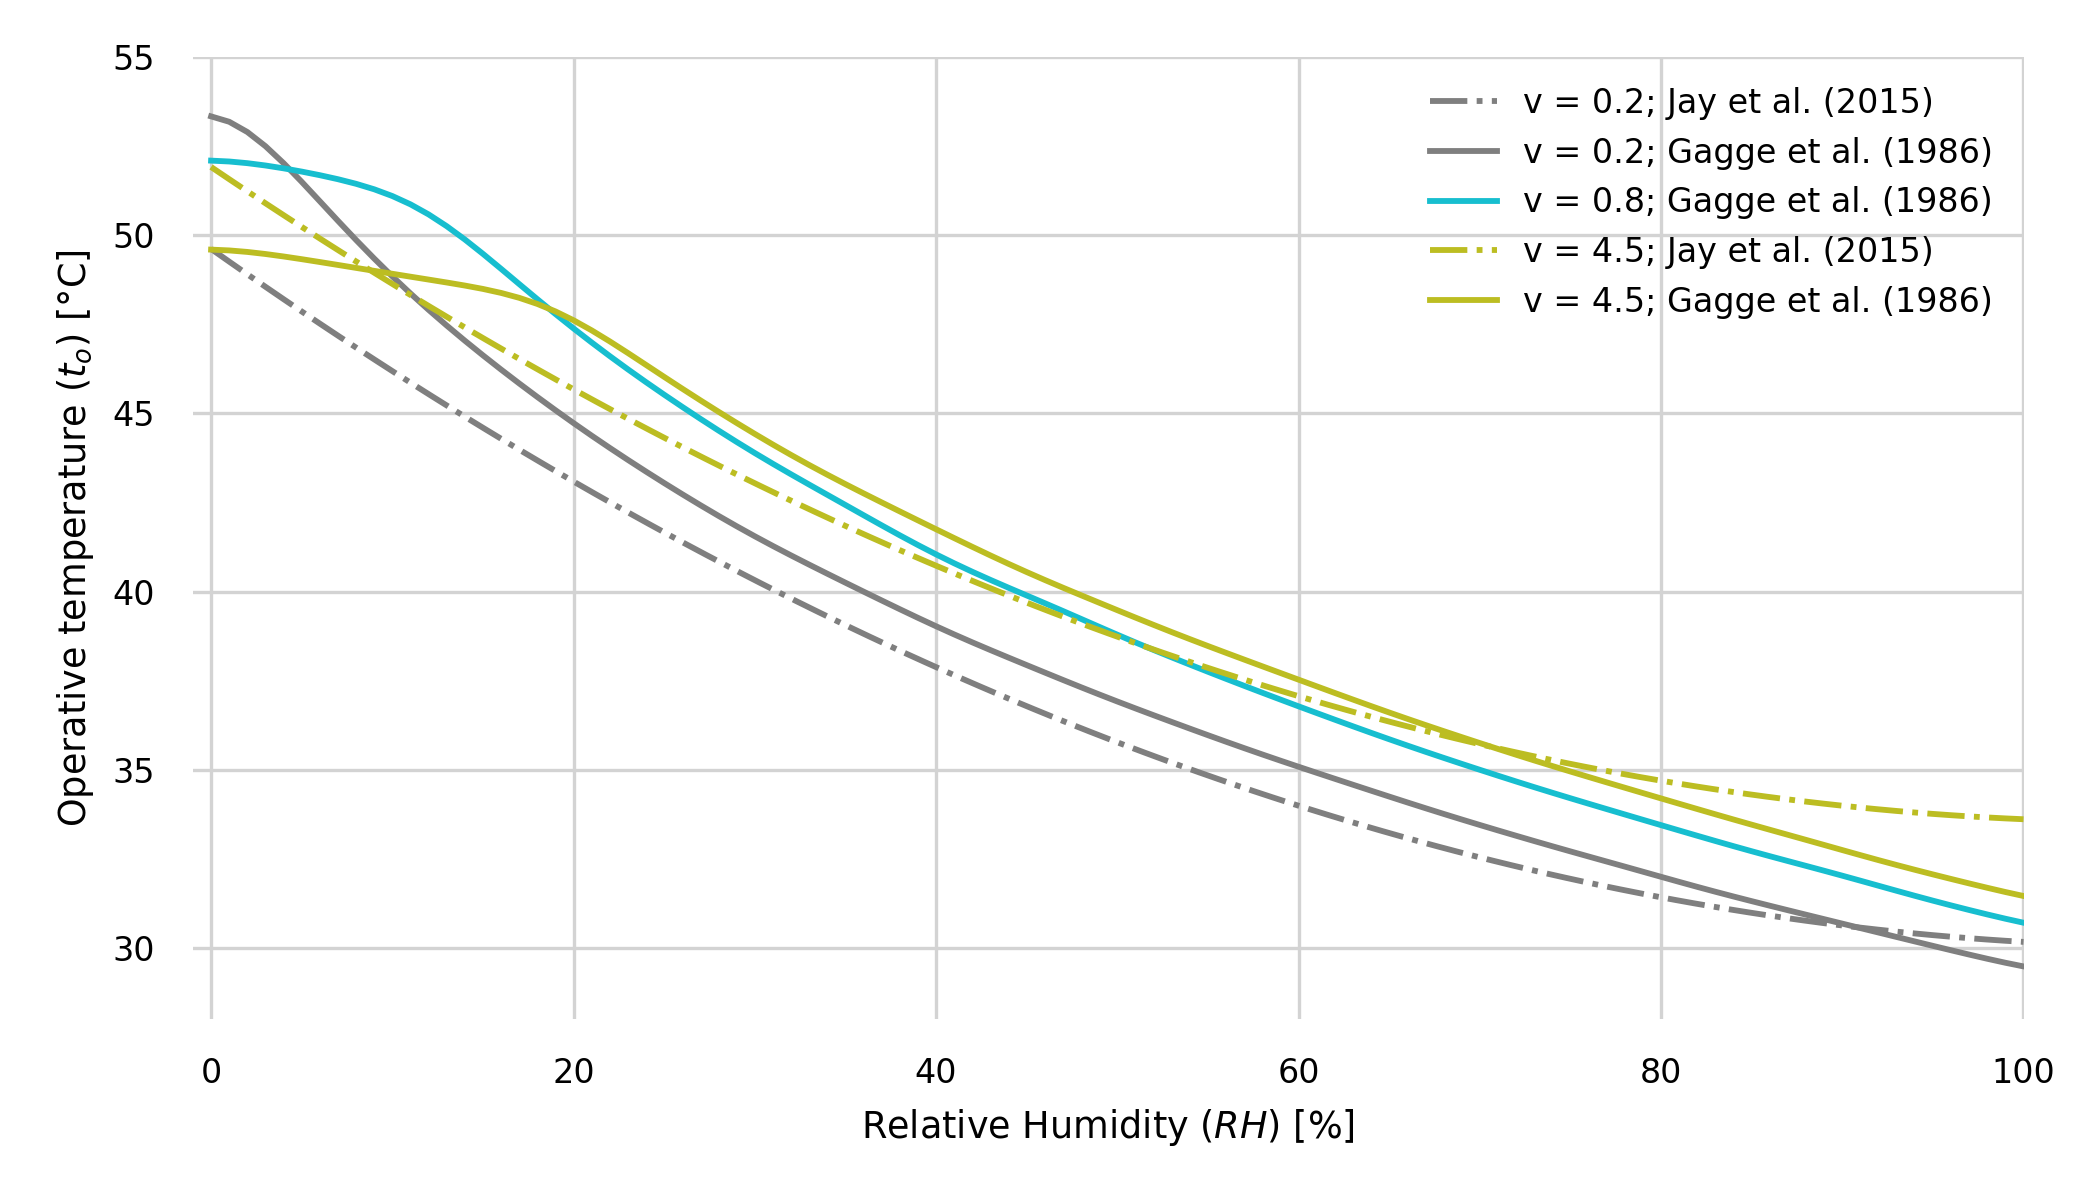 55
50
45
40
35
30
Operative temperature (tₒ) [°C]
v = 0.2; Jay et al. (2015)
v = 0.2; Gagge et al. (1986)
v = 0.8; Gagge et al. (1986)
v = 4.5; Jay et al. (2015)
v = 4.5; Gagge et al. (1986)
0 20 40 60 80 100
Relative Humidity (RH) [%]